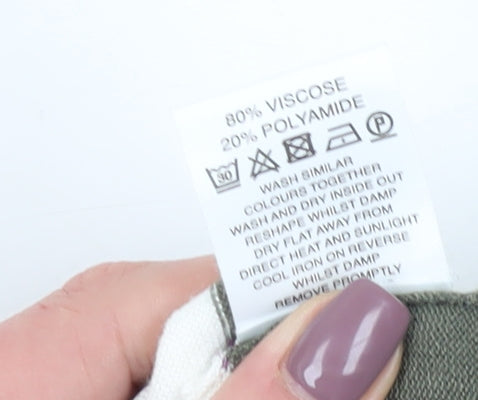 80% VISCOSE
20% POLYAMIDE
30 P
WASH SIMILAR
COLOURS TOGETHER
WASH AND DRY INSIDE OUT
RESHAPE WHILST DAMP
DRY FLAT AWAY FROM
DIRECT HEAT AND SUNLIGHT
COOL IRON ON REVERSE
WHILST DAMP
REMOVE PROMPTLY